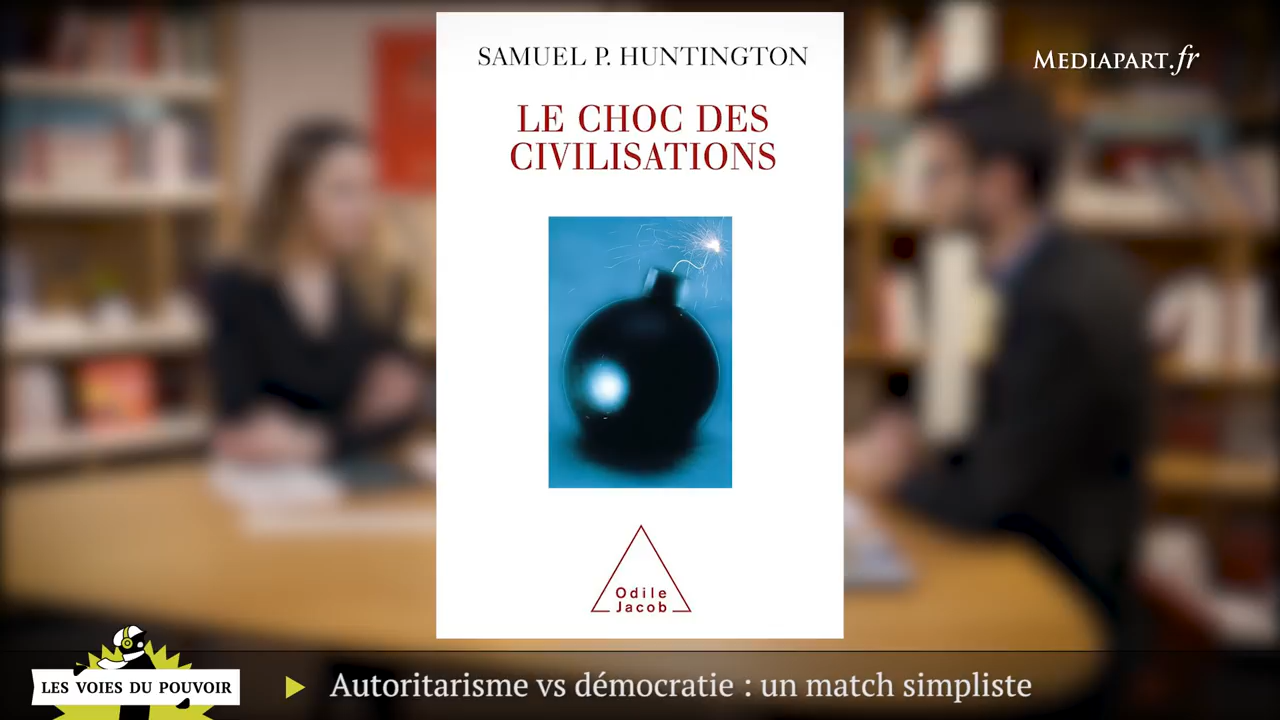 SAMUEL P. HUNTINGTON
MEDIAPART.fr
LE CHOC DES
CIVILISATIONS
Odile
Jacob
LES VOIES DU POUVOIR
Autoritarisme vs démocratie : un match simpliste